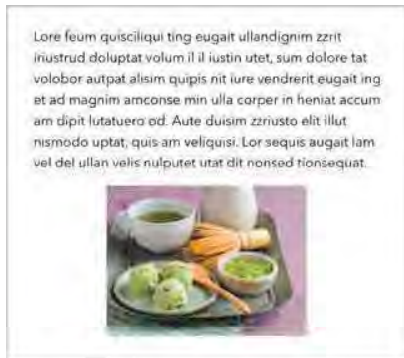 Lore feum quisciliqui ting eugait ullandignim zzrit
iriustrud doluptat volum il il iustin utet, sum dolore tat
volobor autpat alisim quipis nit iure vendrerit eugait ing
et ad magnim amconse min ulla corper in heniat accum
am dipit lutatuero od. Aute duisim zzriusto elit illut
nismodo uptat, quis am veliquisi. Lor sequis augait lam
vel del ullan velis nulputet utat dit nonsed tionsequat.